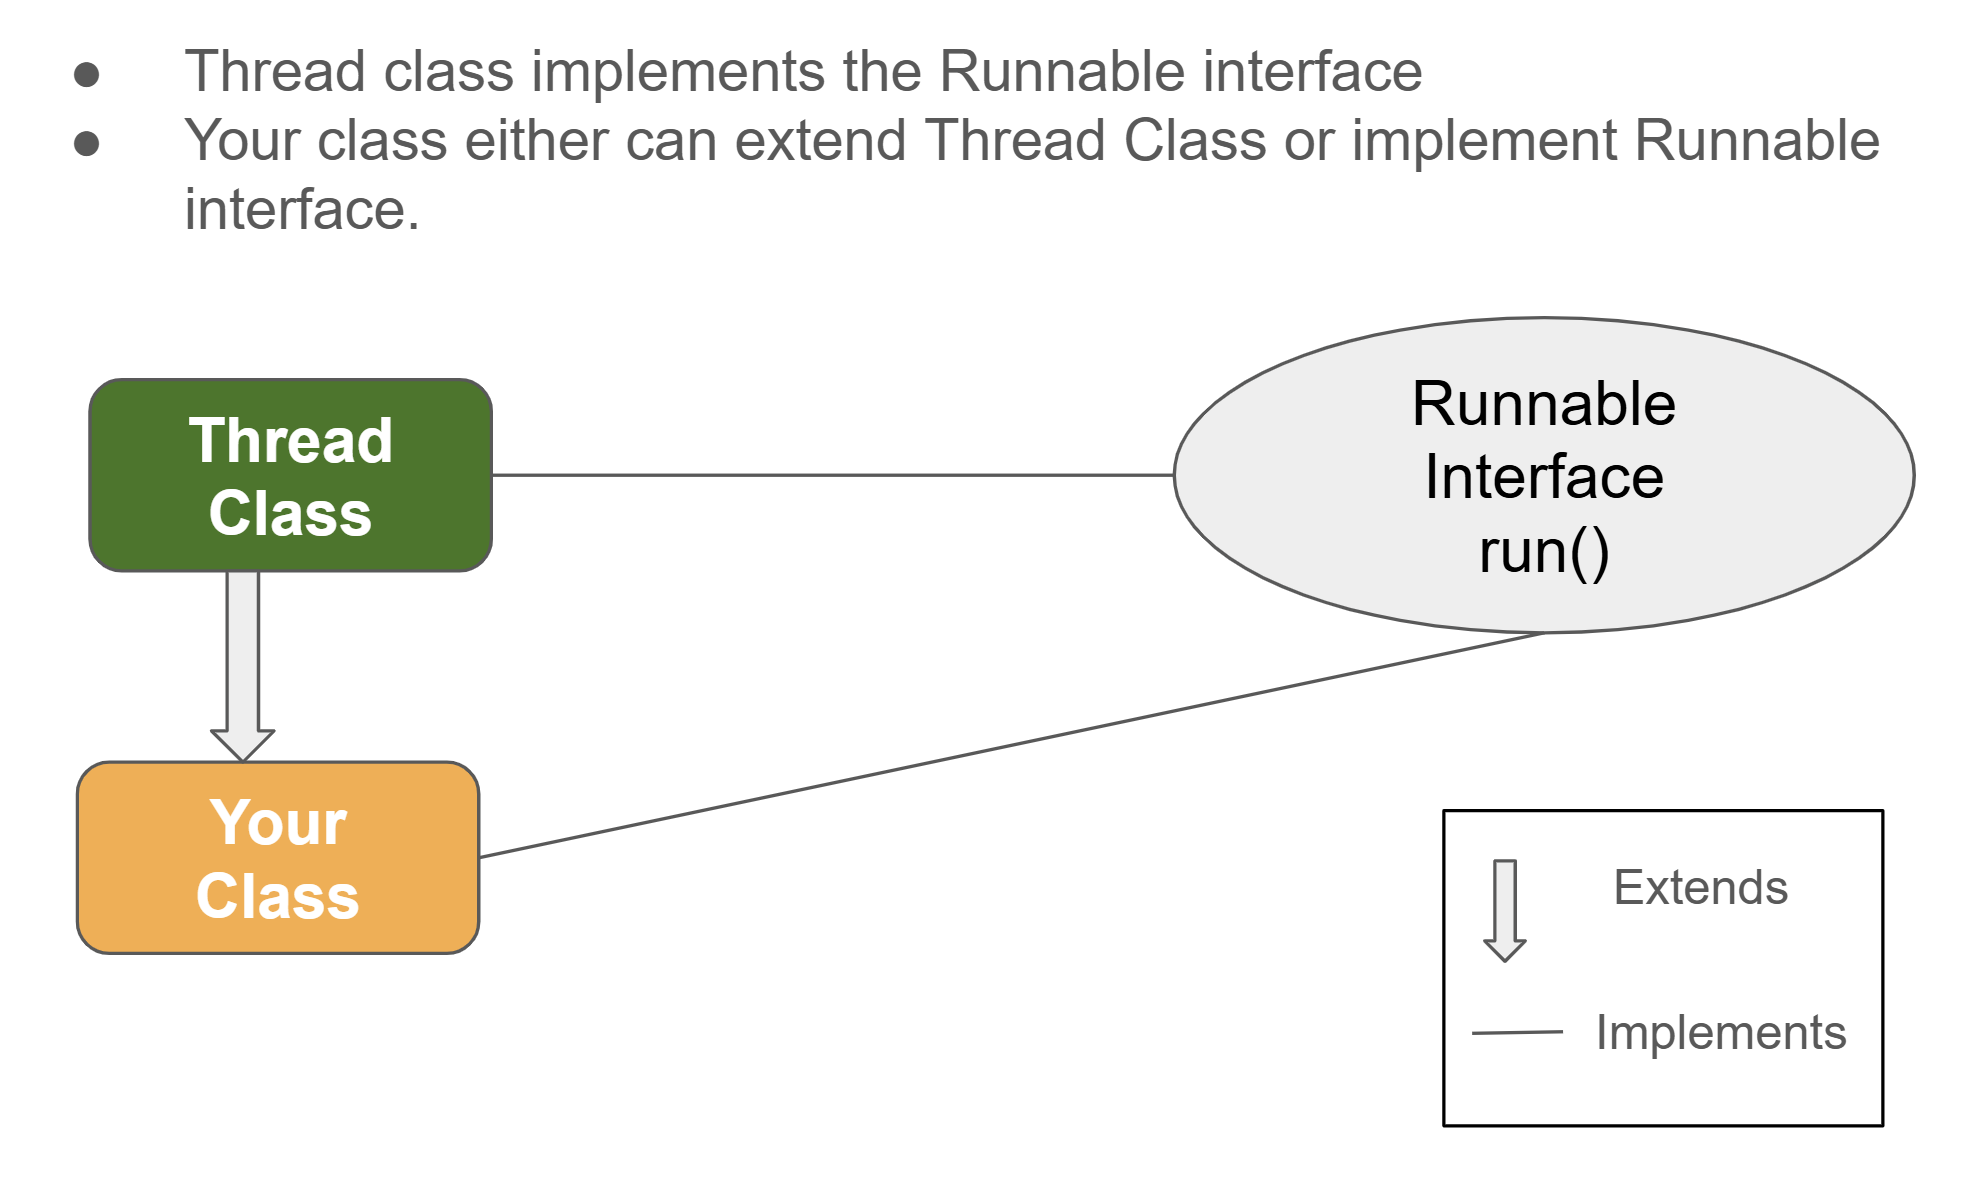 ● Thread class implements the Runnable interface
● Your class either can extend Thread Class or implement Runnable
interface.
Thread
Class
Runnable
Interface
run()
Your
Class
Extends
Implements